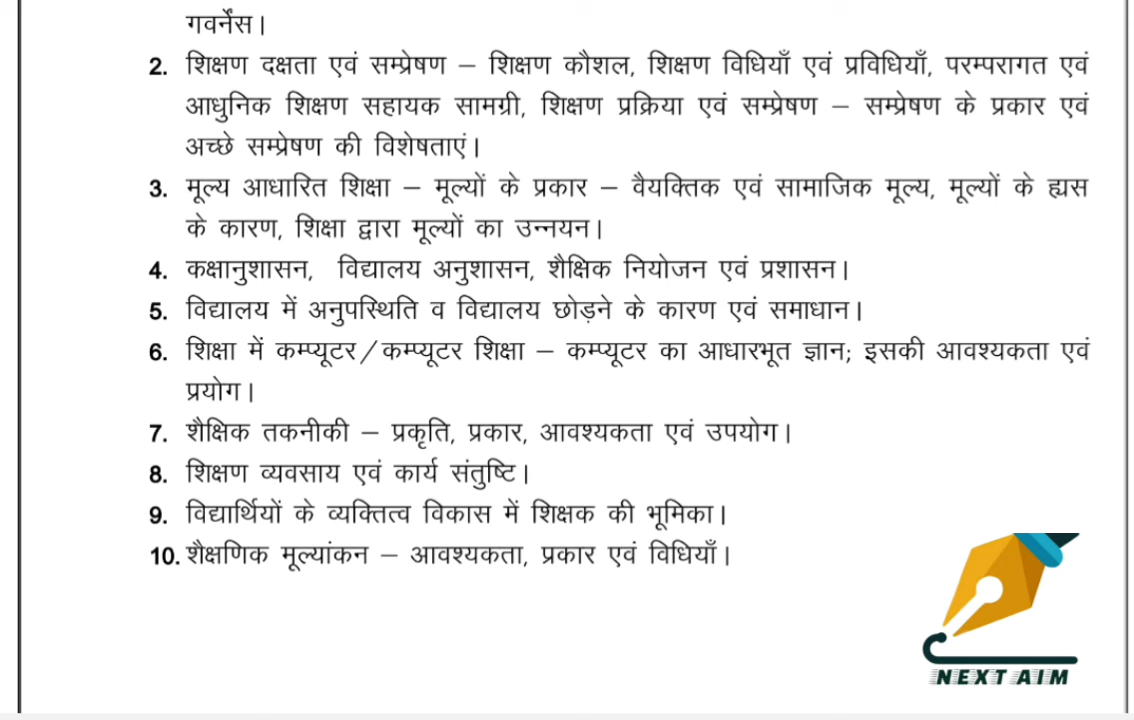 गवर्नेंस।
2. शिक्षण दक्षता एवं सम्प्रेषण – शिक्षण कौशल, शिक्षण विधियाँ एवं प्रविधियाँ, परम्परागत एवं
आधुनिक शिक्षण सहायक सामग्री, शिक्षण प्रक्रिया एवं सम्प्रेषण – सम्प्रेषण के प्रकार एवं
अच्छे सम्प्रेषण की विशेषताएं।
3. मूल्य आधारित शिक्षा – मूल्यों के प्रकार – वैयक्तिक एवं सामाजिक मूल्य, मूल्यों के ह्यस
के कारण, शिक्षा द्वारा मूल्यों का उन्नयन।
4. कक्षानुशासन, विद्यालय अनुशासन, शैक्षिक नियोजन एवं प्रशासन।
5. विद्यालय में अनुपस्थिति व विद्यालय छोड़ने के कारण एवं समाधान।
6. शिक्षा में कम्प्यूटर/कम्प्यूटर शिक्षा – कम्प्यूटर का आधारभूत ज्ञान; इसकी आवश्यकता एवं
प्रयोग।
7. शैक्षिक तकनीकी – प्रकृति, प्रकार, आवश्यकता एवं उपयोग।
8. शिक्षण व्यवसाय एवं कार्य संतुष्टि।
9. विद्यार्थियों के व्यक्तित्व विकास में शिक्षक की भूमिका।
10. शैक्षणिक मूल्यांकन – आवश्यकता, प्रकार एवं विधियाँ।
NEXT AIM